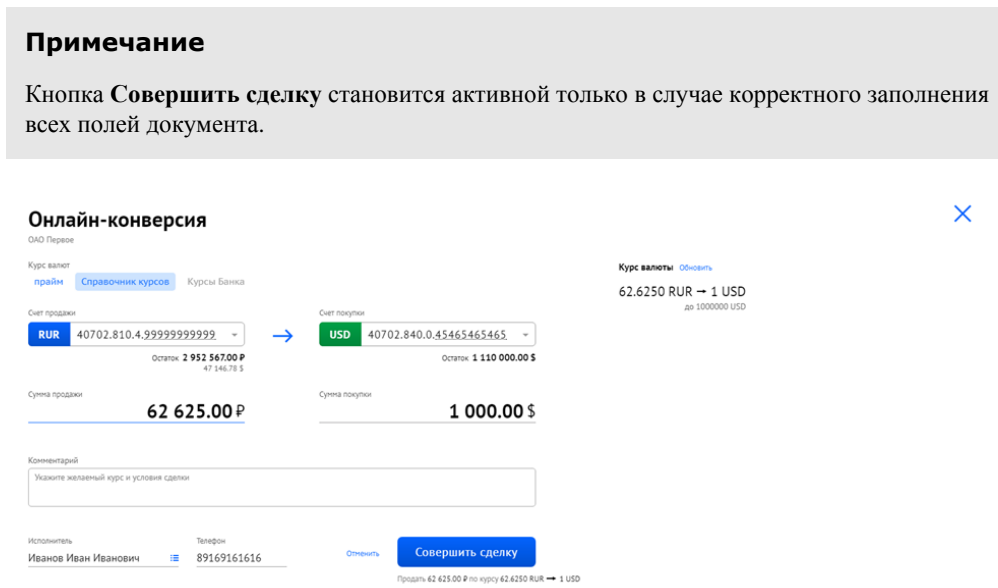 Примечание
Кнопка Совершить сделку становится активной только в случае корректного заполнения
всех полей документа.
Онлайн-конверсия
ОАО Первое
Курс валют
прайм Справочник курсов Курсы Банка
Счет продажи
RUR 40702.810.4.99999999999
Остаток 2 952 567.00 ₽
47 146.78 $
Счет покупки
USD 40702.840.0.45465465465
Остаток 1 110 000.00 $
Курс валюты Обновить
62.6250 RUR → 1 USD
до 1000000 USD
Сумма продажи
62 625.00 ₽
Сумма покупки
1 000.00 $
Комментарий
Укажите желаемый курс и условия сделки
Исполнитель
Иванов Иван Иванович
Телефон
89169161616
Отменить
Совершить сделку
Продать 62 625.00 ₽ по курсу 62.6250 RUR → 1 USD